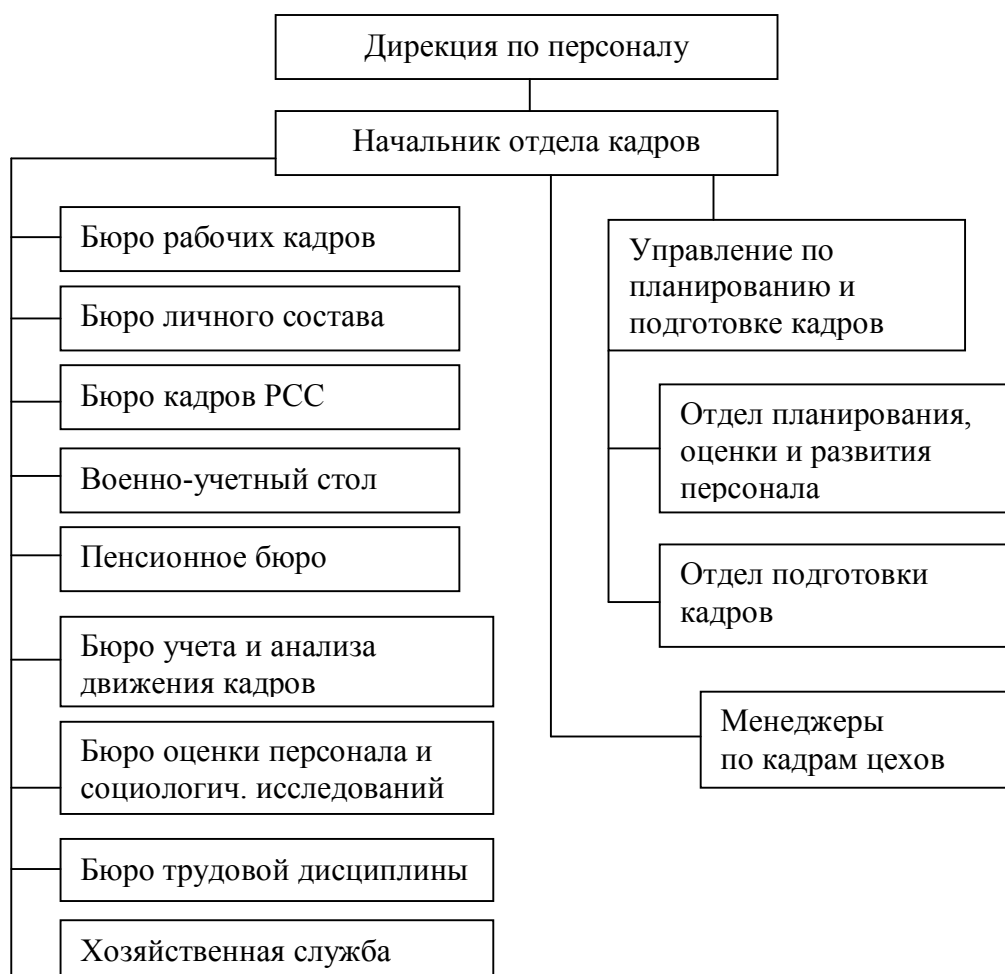 Дирекция по персоналу
Начальник отдела кадров
Бюро рабочих кадров
Бюро личного состава
Бюро кадров РСС
Военно-учетный стол
Пенсионное бюро
Бюро учета и анализа
движения кадров
Бюро оценки персонала и
социологич. исследований
Бюро трудовой дисциплины
Хозяйственная служба
Управление по
планированию и
подготовке кадров
Отдел планирования,
оценки и развития
персонала
Отдел подготовки
кадров
Менеджеры
по кадрам цехов